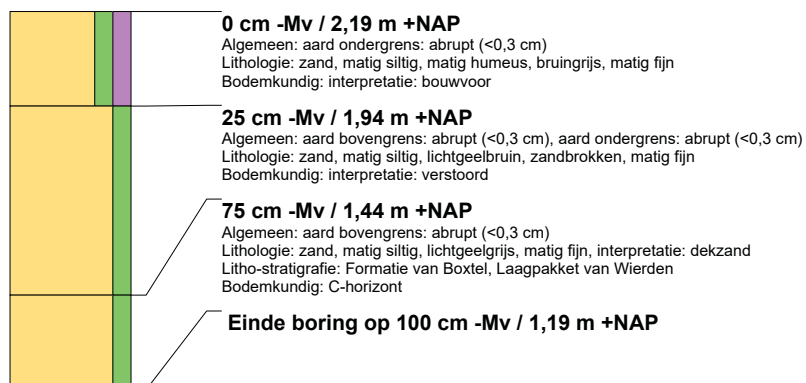 0 cm -Mv / 2,19 m +NAP
Algemeen: aard ondergrens: abrupt (<0,3 cm)
Lithologie: zand, matig siltig, matig humeus, bruingrijs, matig fijn
Bodemkundig: interpretatie: bouwvoor
25 cm -Mv / 1,94 m +NAP
Algemeen: aard bovengrens: abrupt (<0,3 cm), aard ondergrens: abrupt (<0,3 cm)
Lithologie: zand, matig siltig, lichtgeelbruin, zandbrokken, matig fijn
Bodemkundig: interpretatie: verstoord
75 cm -Mv / 1,44 m +NAP
Algemeen: aard bovengrens: abrupt (<0,3 cm)
Lithologie: zand, matig siltig, lichtgeelgrijs, matig fijn, interpretatie: dekzand
Litho-stratigrafie: Formatie van Boxtel, Laagpakket van Wierden
Bodemkundig: C-horizont
Einde boring op 100 cm -Mv / 1,19 m +NAP